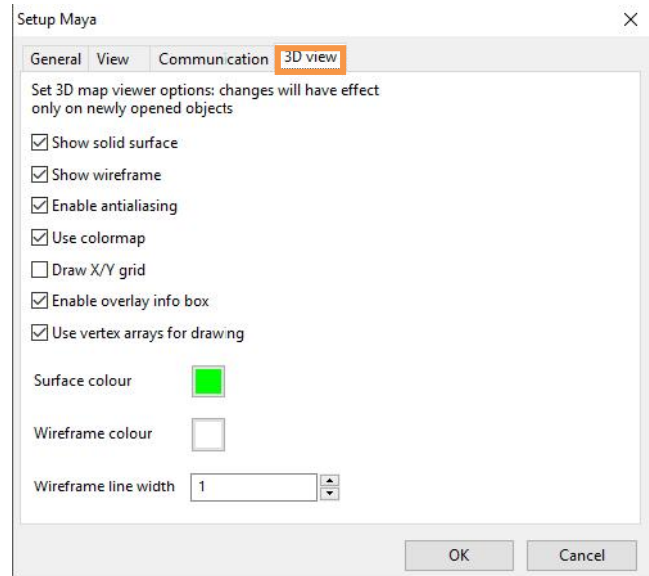 Setup Maya
General View Communication 3D view
Set 3D map viewer options: changes will have effect
only on newly opened objects
Show solid surface
Show wireframe
Enable antialiasing
Use colormap
Draw X/Y grid
Enable overlay info box
Use vertex arrays for drawing
Surface colour
Wireframe colour
Wireframe line width 1
OK Cancel